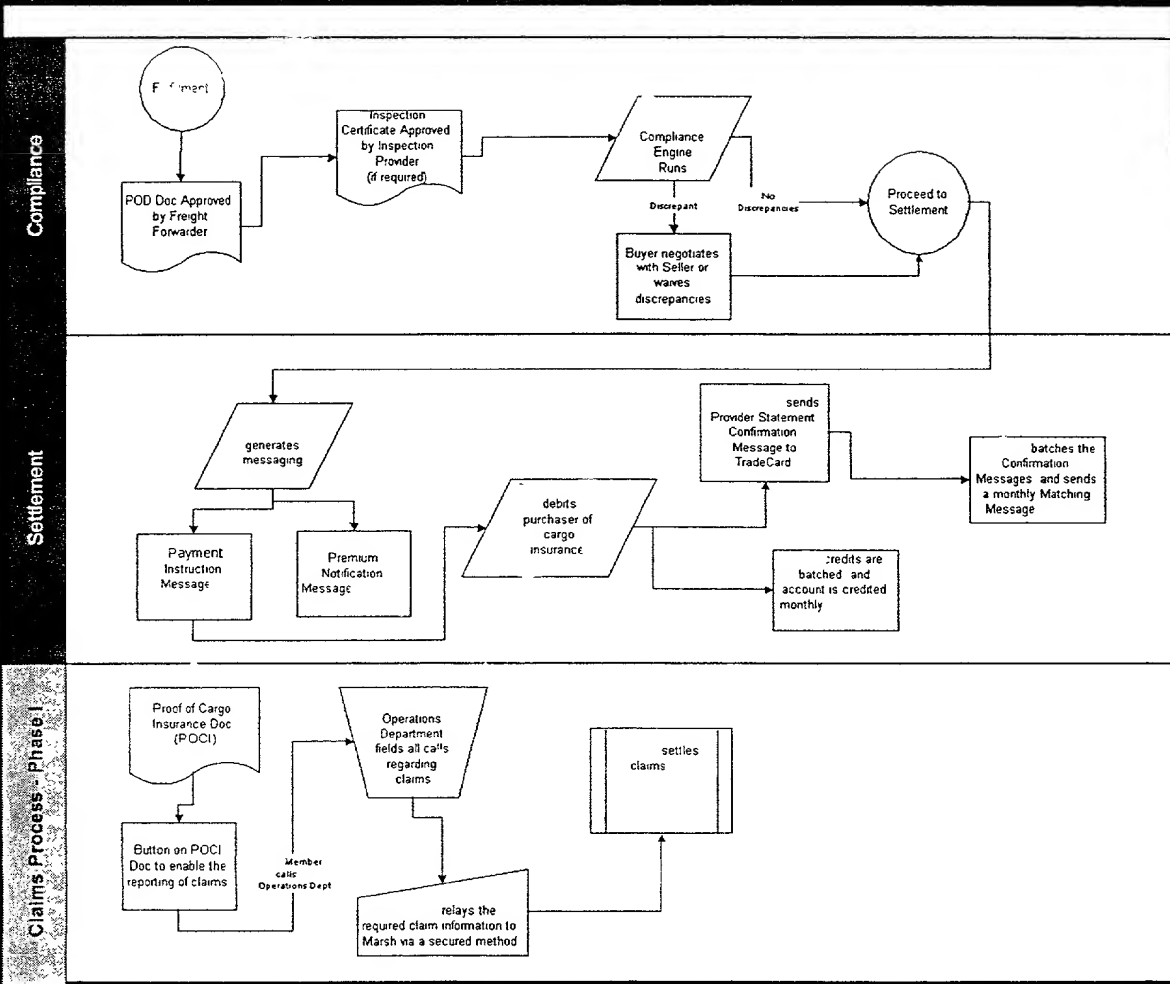 Compliance
POD Doc Approved
by Freight
Forwarder
Inspection
Certificate Approved
by Inspection
Provider
(if required)
Compliance
Engine
Runs
Discrepant
No
Discrepancies
Buyer negotiates
with Seller or
waives
discrepancies
Proceed to
Settlement
Settlement
generates
messaging
Payment
Instruction
Message
Premium
Notification
Message
debits
purchaser of
cargo
insurance
sends
Provider Statement
Confirmation
Message to
TradeCard
batches the
Confirmation
Messages and sends
a monthly Matching
Message
credits are
batched and
account is credited
monthly
Claims Process - Phase I
Proof of Cargo
Insurance Doc
(POCI)
Button on POCI
Doc to enable the
reporting of claims
Member
calls
Operations Dept
Operations
Department
fields all calls
regarding
claims
relays the
required claim information to
Marsh via a secured method
settles
claims